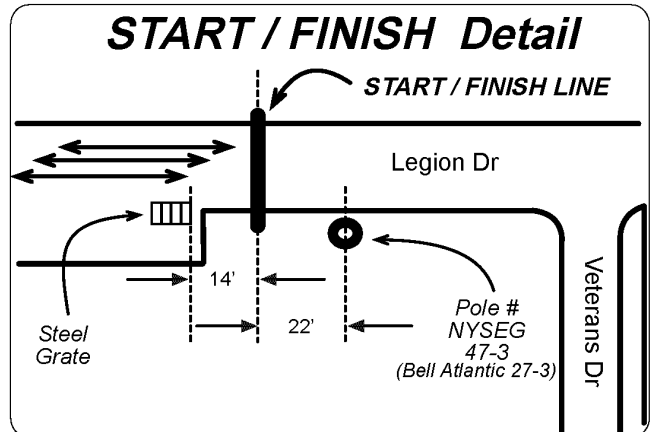 START / FINISH Detail
START / FINISH LINE
Legion Dr
14'
22'
Steel
Grate
Pole #
NYSEG
47-3
(Bell Atlantic 27-3)
Veterans Dr